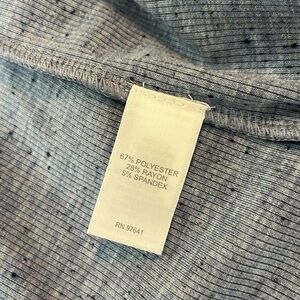 67% POLYESTER
28% RAYON
5% SPANDEX
RN 97641